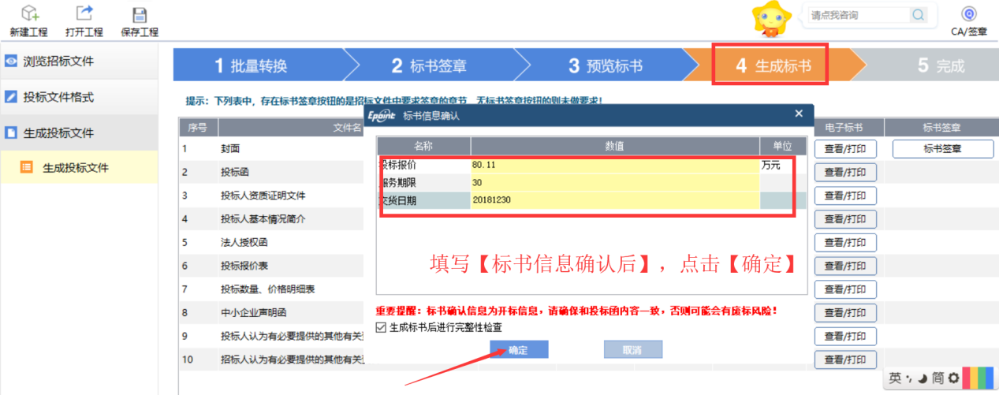 新建工程 打开工程 保存工程 请点我咨询 CA/签章
浏览招标文件
投标文件格式
生成投标文件
生成投标文件
1 批量转换 2 标书签章 3 预览标书 4 生成标书 5 完成
提示：下列表中，存在标书签章按钮的是招标文件中要求签章的章节，无标书签章按钮的则未做要求！
序号 文件名 电子标书 标书签章
1 封面 查看/打印 标书签章
2 投标函 查看/打印
3 投标人资质证明文件 查看/打印
4 投标人基本情况简介 查看/打印
5 法人授权函 查看/打印
6 投标报价表 查看/打印
7 投标数量、价格明细表 查看/打印
8 中小企业声明函 查看/打印
9 投标人认为有必要提供的其他有关 查看/打印
10 招标人认为有必要提供的其他有关 查看/打印
Epoint 标书信息确认 ×
名称 数值 单位
投标报价 80.11 万元
服务期限 30
交货日期 20181230
填写【标书信息确认后】，点击【确定】
重要提醒：标书确认信息为开标信息，请确保和投标函内容一致，否则可能会有废标风险！
生成标书后进行完整性检查
确定 取消
英 简